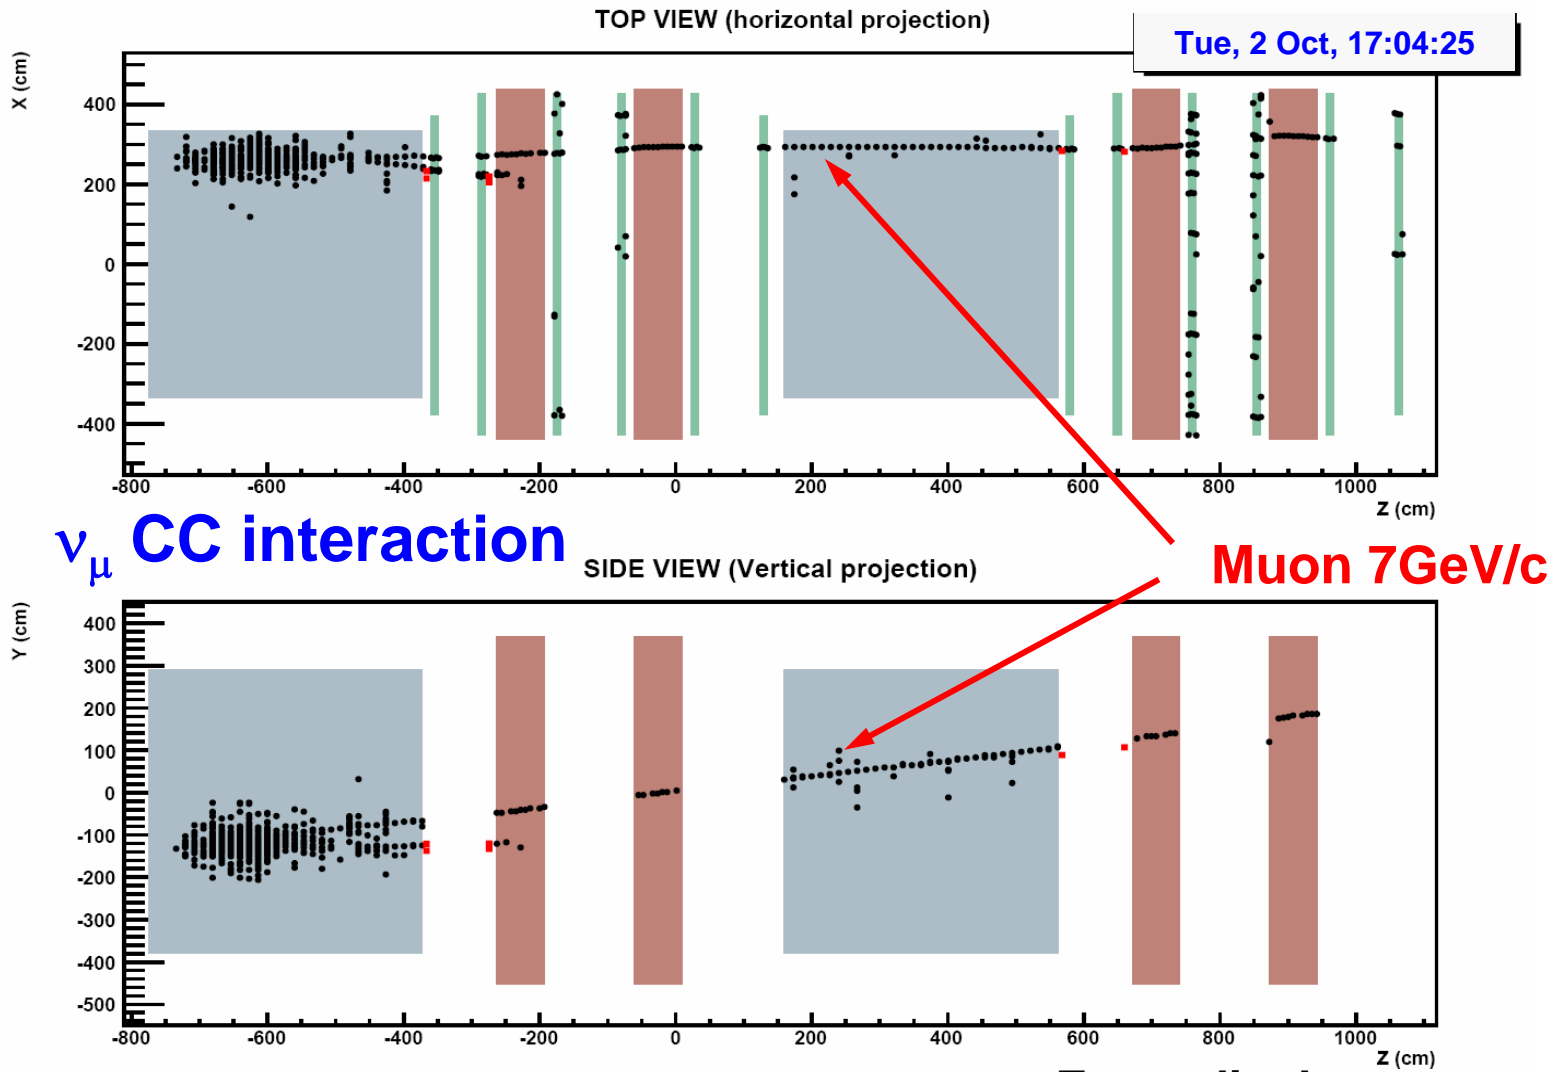 TOP VIEW (horizontal projection)
Tue, 2 Oct, 17:04:25
X (cm)
400
200
0
-200
-400
-800 -600 -400 -200 0 200 400 600 800 1000
Z (cm)
νμ CC interaction
SIDE VIEW (Vertical projection)
Muon 7GeV/c
Y (cm)
400
300
200
100
0
-100
-200
-300
-400
-500
-800 -600 -400 -200 0 200 400 600 800 1000
Z (cm)